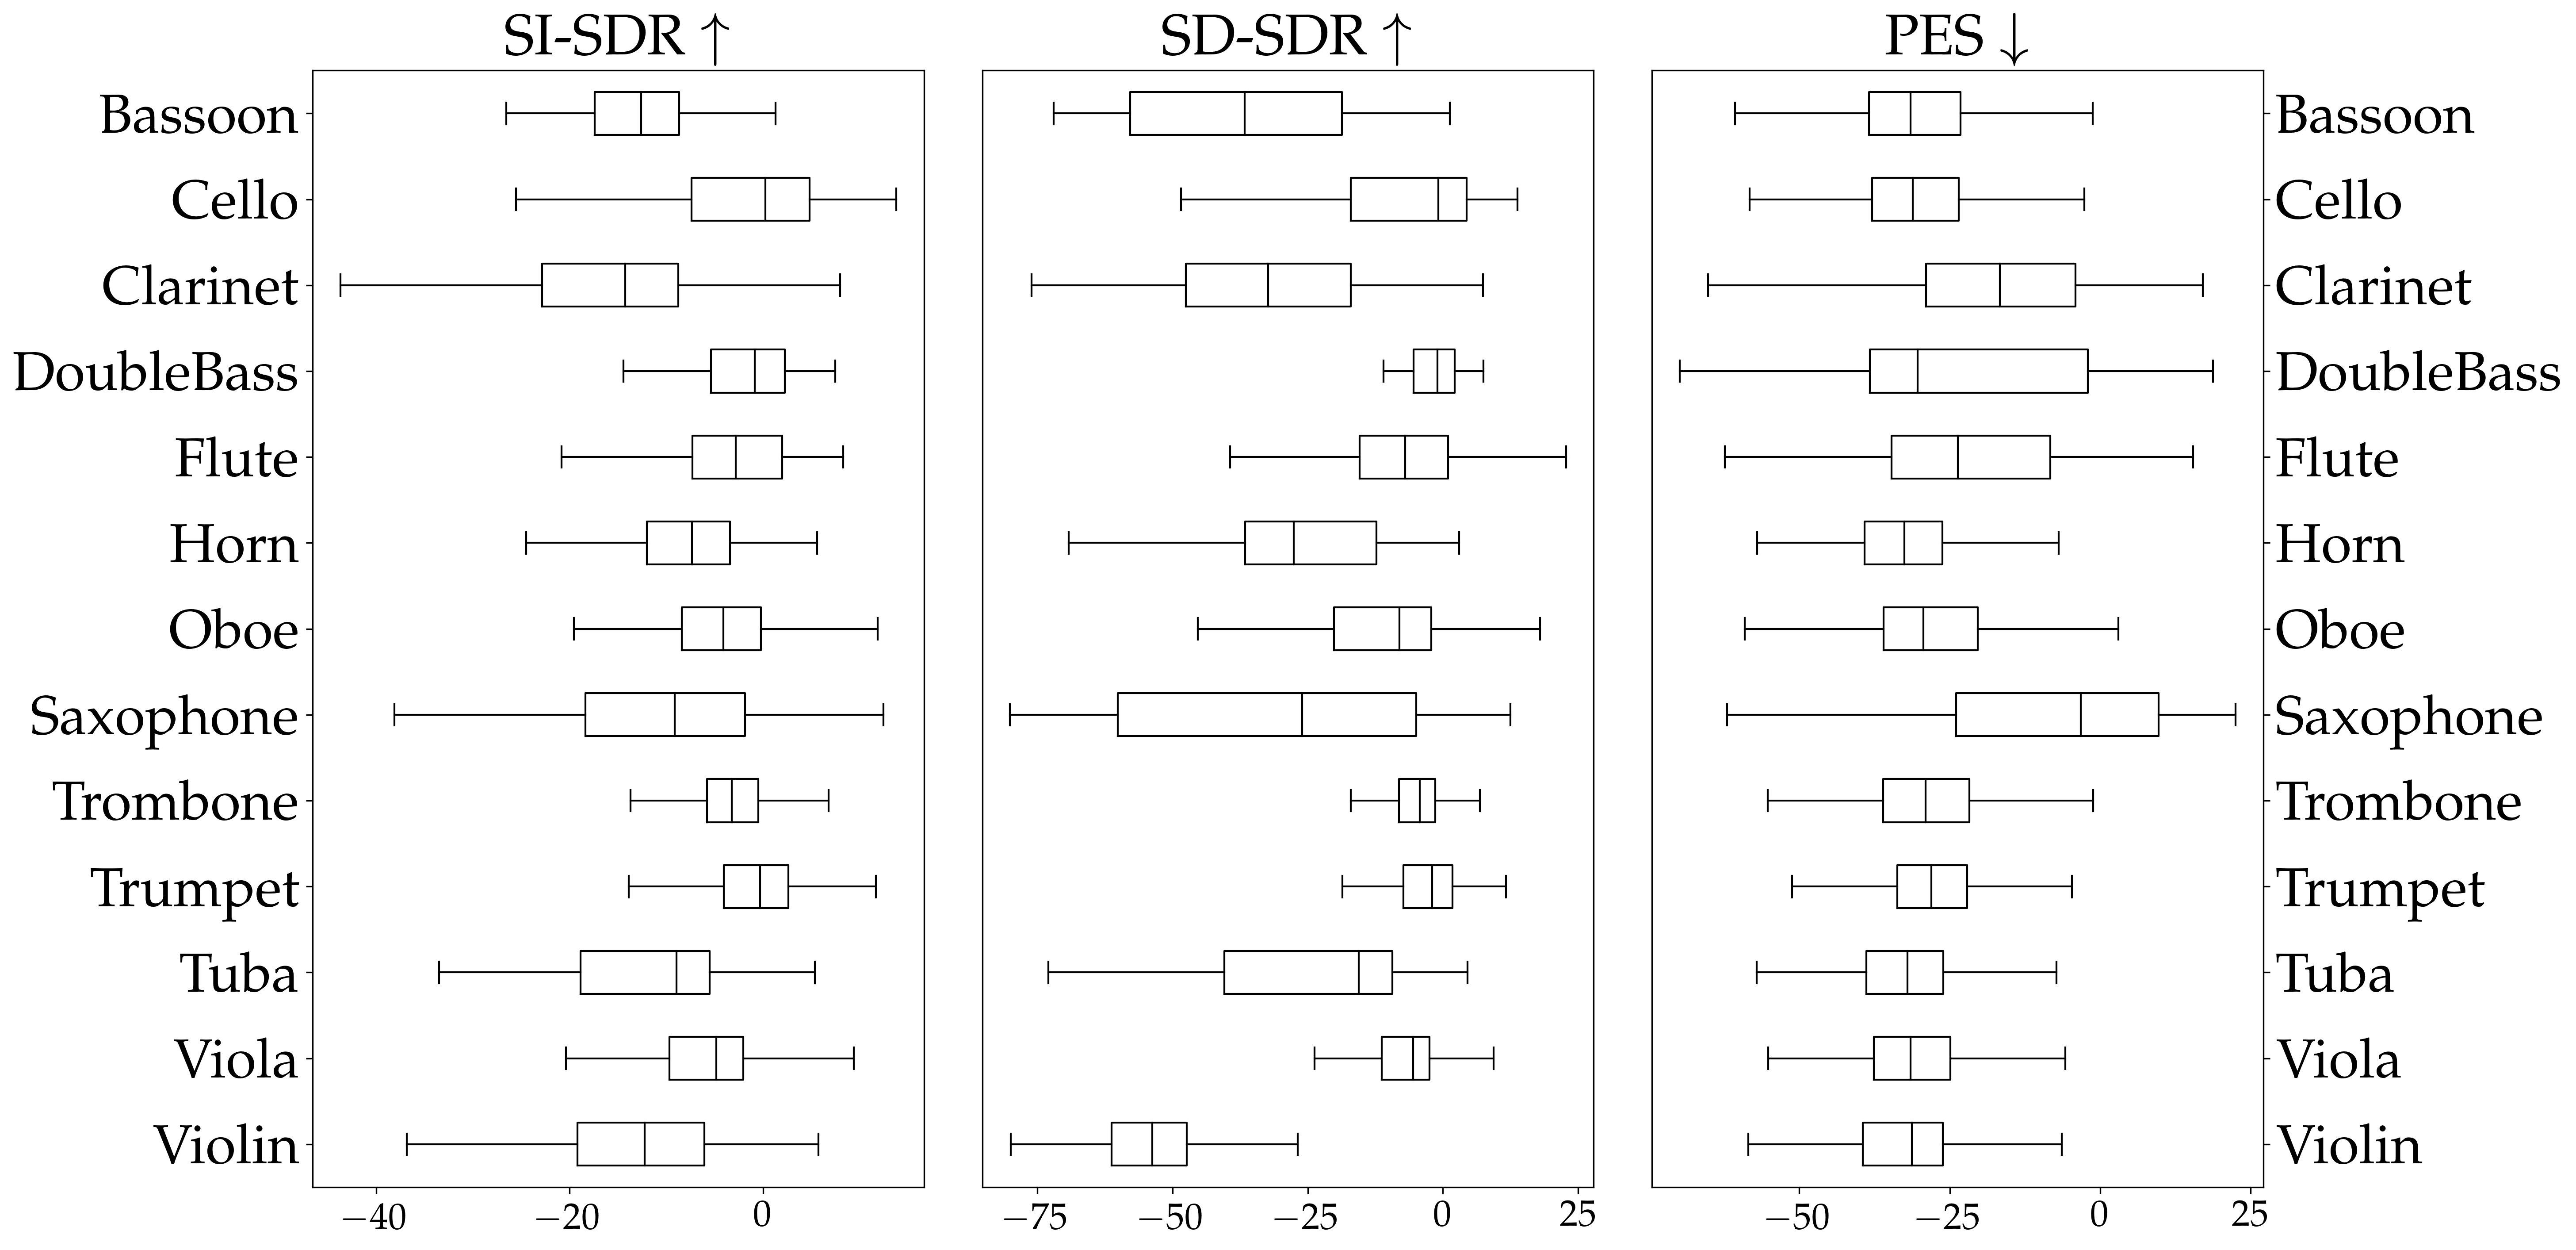 SI-SDR ↑ SD-SDR ↑ PES ↓
Bassoon Bassoon
Cello Cello
Clarinet Clarinet
DoubleBass DoubleBass
Flute Flute
Horn Horn
Oboe Oboe
Saxophone Saxophone
Trombone Trombone
Trumpet Trumpet
Tuba Tuba
Viola Viola
Violin Violin
−40 −20 0 −75 −50 −25 0 25 −50 −25 0 25